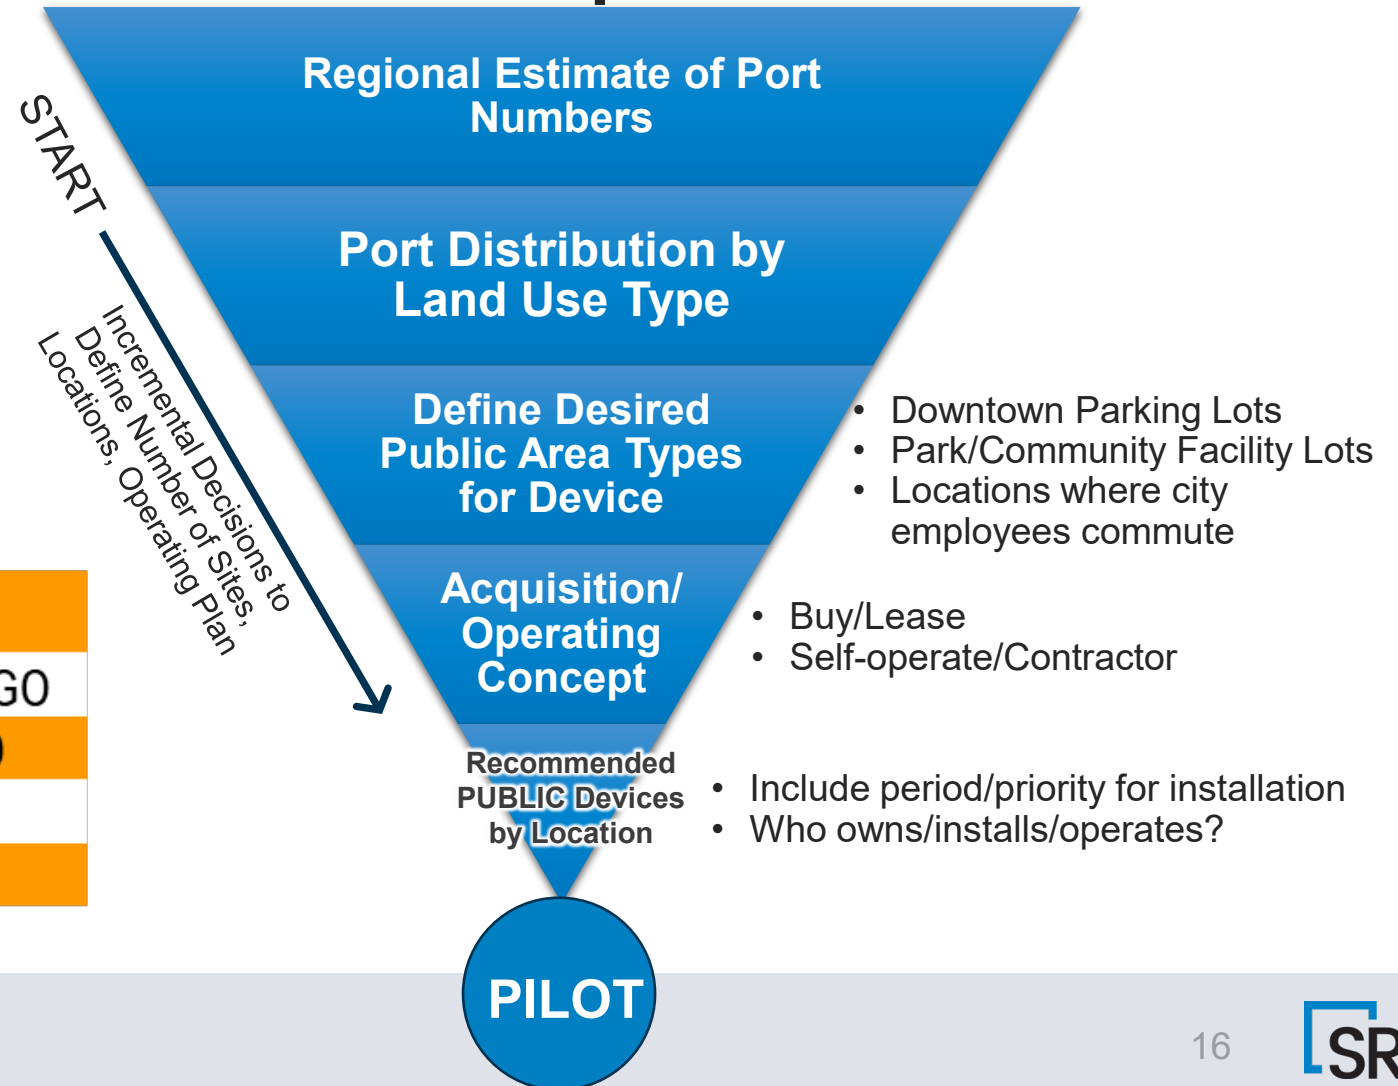 Regional Estimate of Port
Numbers
START
Port Distribution by
Land Use Type
Incremental Decisions to
Define Number of Sites,
Locations, Operating Plan
Define Desired
Public Area Types
for Device
• Downtown Parking Lots
• Park/Community Facility Lots
• Locations where city
employees commute
Acquisition/
Operating
Concept
• Buy/Lease
• Self-operate/Contractor
GO
)
Recommended
PUBLIC Devices
by Location
• Include period/priority for installation
• Who owns/installs/operates?
PILOT
16
SR